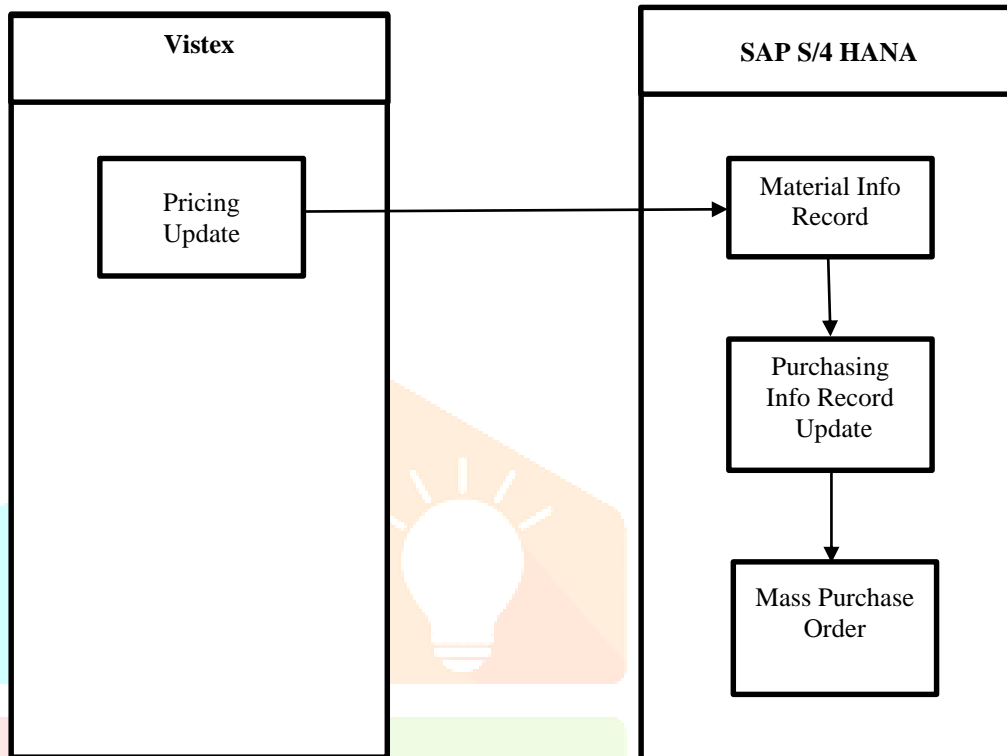 Vistex
SAP S/4 HANA
Pricing
Update
Material Info
Record
Purchasing
Info Record
Update
Mass Purchase
Order